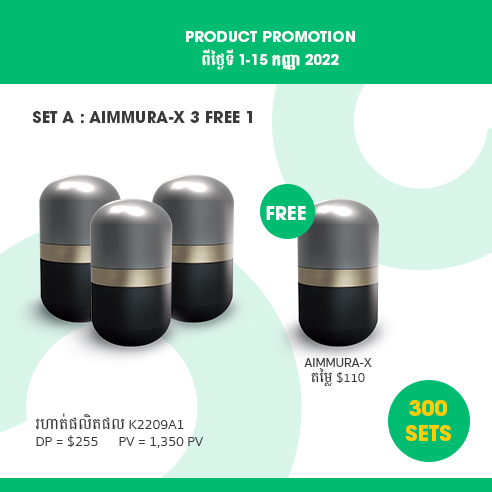 PRODUCT PROMOTION
ពីថ្ងៃទី 1-15 កញ្ញា 2022
SET A : AIMMURA-X 3 FREE 1
FREE
AIMMURA-X
តម្លៃ $110
300
SETS
រហាត់ផលិតផល K2209A1
DP = $255 PV = 1,350 PV